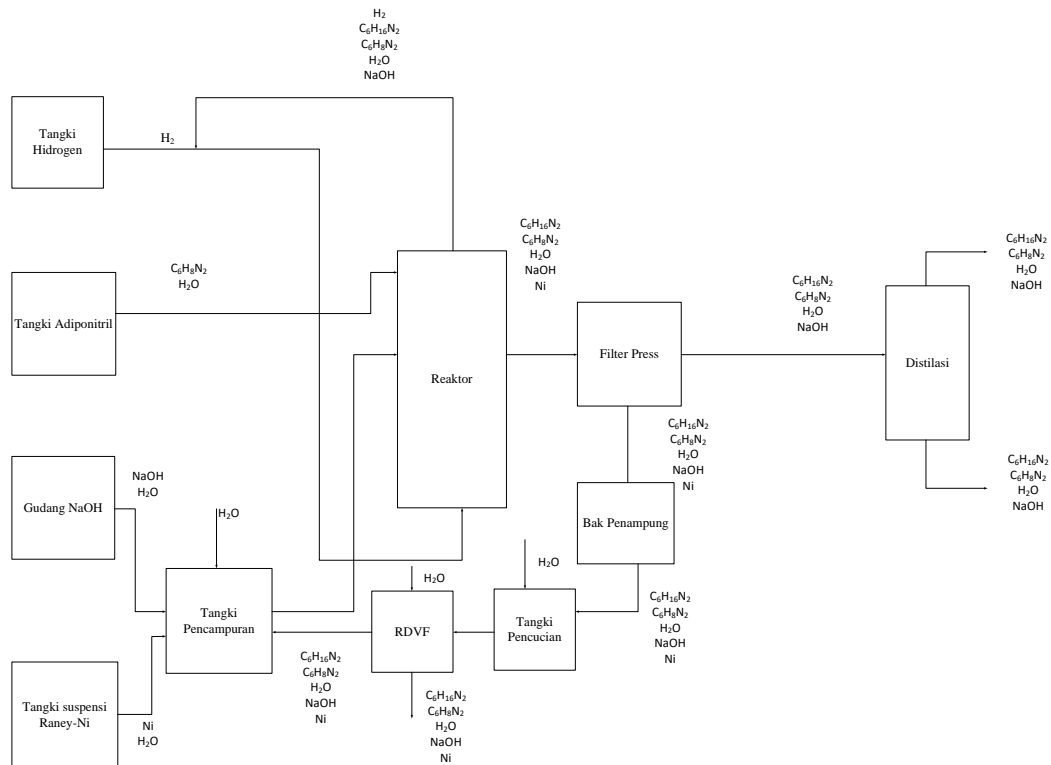 H₂
C₆H₁₆N₂
C₆H₈N₂
H₂O
NaOH
Tangki
Hidrogen
H₂
C₆H₈N₂
H₂O
Tangki Adiponitril
Reaktor
C₆H₁₆N₂
C₆H₈N₂
H₂O
NaOH
Ni
Filter Press
C₆H₁₆N₂
C₆H₈N₂
H₂O
NaOH
Distilasi
C₆H₁₆N₂
C₆H₈N₂
H₂O
NaOH
C₆H₁₆N₂
C₆H₈N₂
H₂O
NaOH
C₆H₁₆N₂
C₆H₈N₂
H₂O
NaOH
Ni
Bak Penampung
C₆H₁₆N₂
C₆H₈N₂
H₂O
NaOH
Ni
Gudang NaOH
NaOH
H₂O
H₂O
Tangki
Pencampuran
H₂O
RDVF
H₂O
Tangki
Pencucian
C₆H₁₆N₂
C₆H₈N₂
H₂O
NaOH
Ni
C₆H₁₆N₂
C₆H₈N₂
H₂O
NaOH
Ni
Tangki suspensi
Raney-Ni
Ni
H₂O